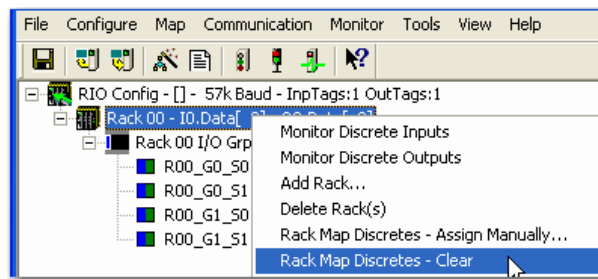 File Configure Map Communication Monitor Tools View Help
RIO Config - [] - 57k Baud - InpTags:1 OutTags:1
Rack 00 - I0.Data[
Rack 00 I/O Grp
R00_G0_S0
R00_G0_S1
R00_G1_S0
R00_G1_S1
Monitor Discrete Inputs
Monitor Discrete Outputs
Add Rack...
Delete Rack(s)
Rack Map Discretes - Assign Manually...
Rack Map Discretes - Clear